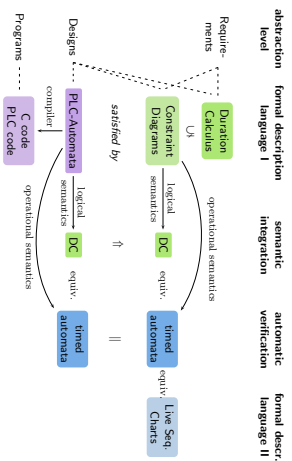 abstraction
level
formal description
language I
semantic
integration
automatic
verification
formal descr.
language II
Require-
ments
Duration
Calculus
⊆
Constraint
Diagrams
logical
semantics
DC
equiv.
timed
automata
equiv.
Live Seq.
Charts
operational semantics
satisfied by
⇑
=
Designs
PLC-Automata
logical
semantics
DC
equiv.
timed
automata
operational semantics
compiler
Programs
C code
PLC code